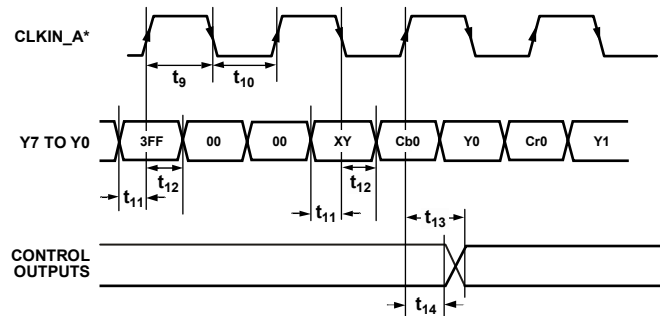 CLKIN_A*
t9
t10
Y7 TO Y0
3FF
00
00
XY
Cb0
Y0
Cr0
Y1
t12
t12
t11
t11
t13
CONTROL
OUTPUTS
t14